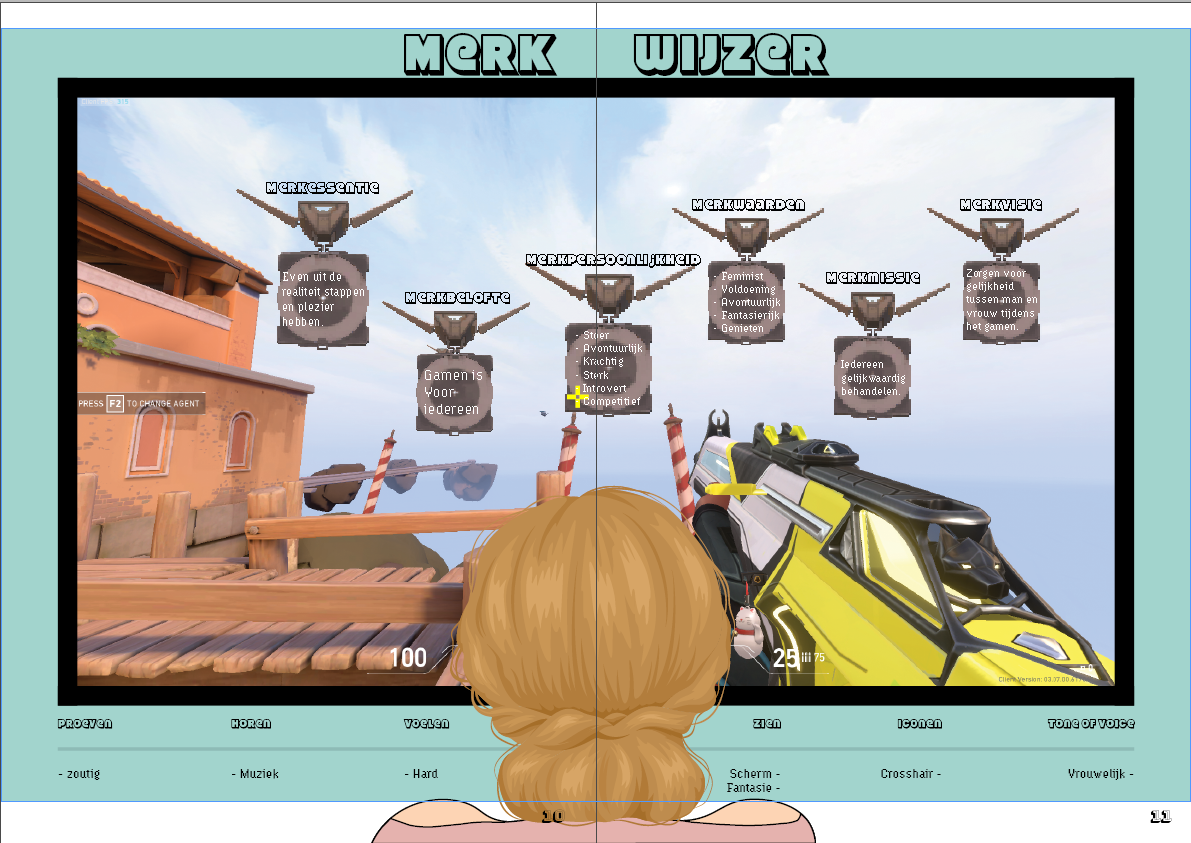 MERK WIJZER
MERKESSENTIE
Even uit de
realiteit stappen
en plezier
hebben.
MERKBELOFTE
Gamen is
Voor
iedereen
MERKPERSOONLIJKHEID
- Stoer
- Avontuurlijk
- Krachtig
- Sterk
- Introvert
- Competitief
MERKWAARDEN
- Feminist
- Voldoening
- Avontuurlijk
- Fantasierijk
- Genieten
MERKMISSIE
Iedereen
gelijkwaardig
behandelen.
MERKVISIE
Zorgen voor
gelijkheid
tussen man en
vrouw tijdens
het gamen.
PRESS F2 TO CHANGE AGENT
100
25 75
PROEVEN
- zoutig
HOREN
- Muziek
VOELEN
- Hard
ZIEN
Scherm -
Fantasie -
ICONEN
Crosshair -
TONE OF VOICE
Vrouwelijk -
10
11